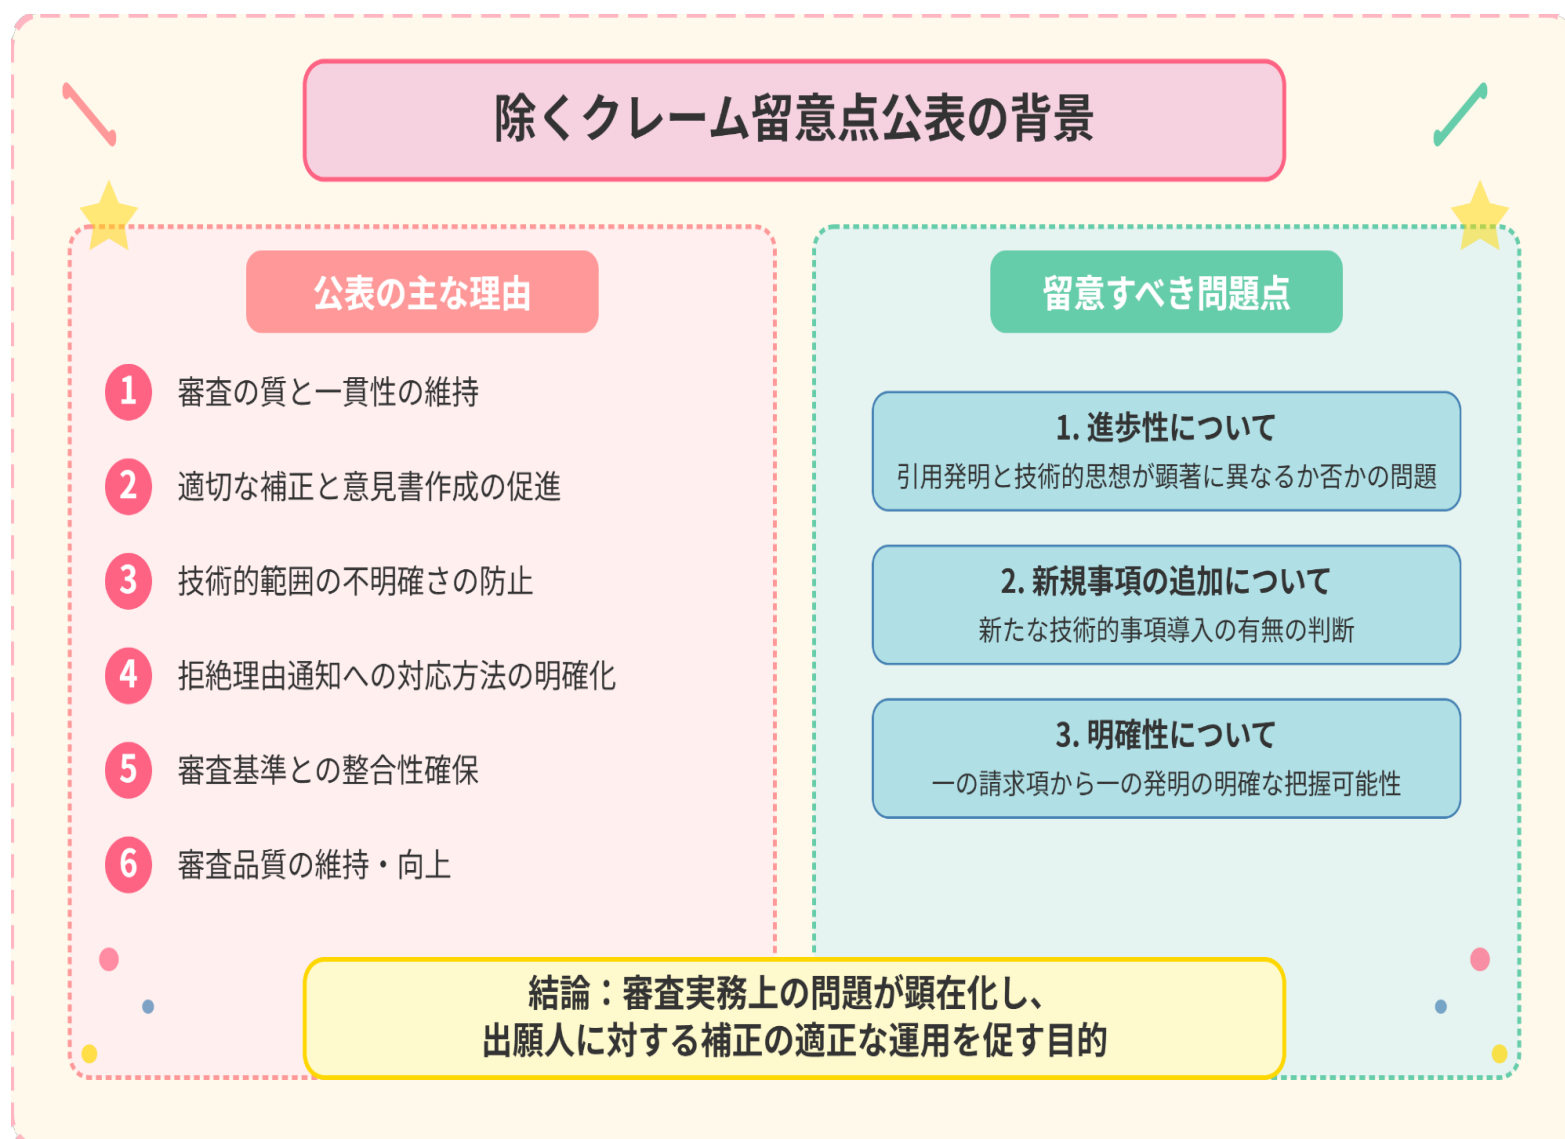 除くクレーム留意点公表の背景
公表の主な理由
1 審査の質と一貫性の維持
2 適切な補正と意見書作成の促進
3 技術的範囲の不明確さの防止
4 拒絶理由通知への対応方法の明確化
5 審査基準との整合性確保
6 審査品質の維持・向上
留意すべき問題点
1. 進歩性について
引用発明と技術的思想が顕著に異なるか否かの問題
2. 新規事項の追加について
新たな技術的事項導入の有無の判断
3. 明確性について
一の請求項から一の発明の明確な把握可能性
結論：審査実務上の問題が顕在化し、
出願人に対する補正の適正な運用を促す目的